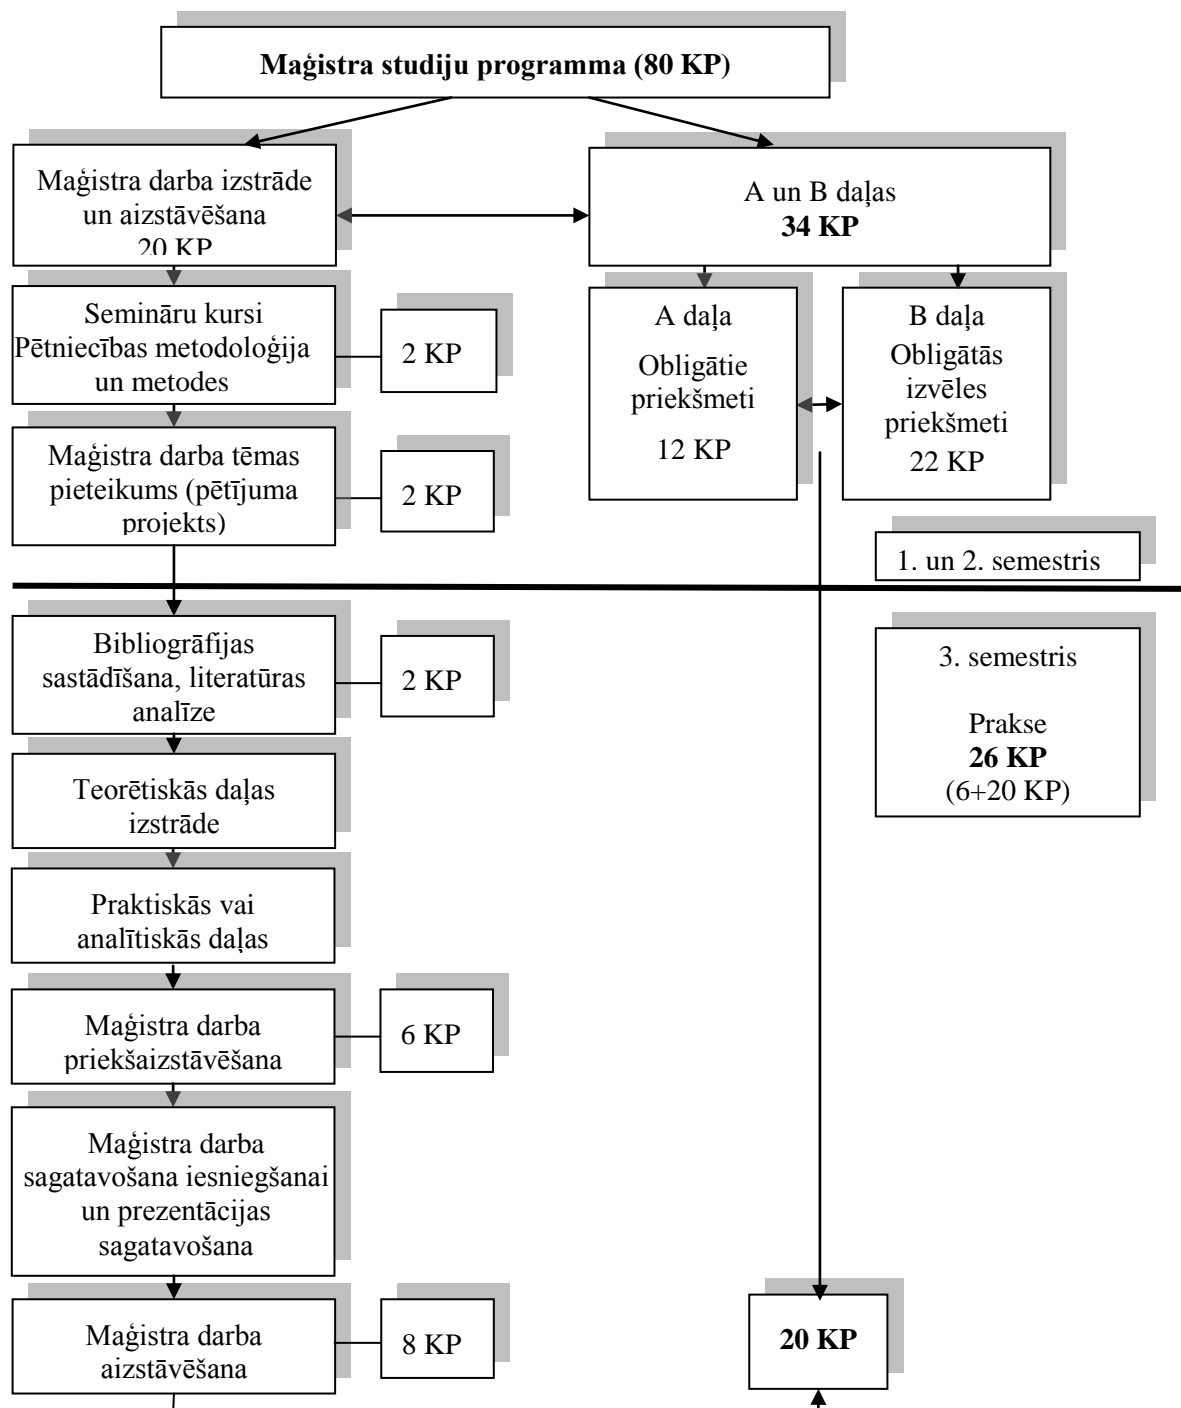 Maģistra studiju programma (80 KP)
Maģistra darba izstrāde
un aizstāvēšana
20 KP
A un B daļas
34 KP
Semināru kursi
Pētniecības metodoloģija
un metodes
2 KP
A daļa
Obligātie
priekšmeti
12 KP
B daļa
Obligātās
izvēles
priekšmeti
22 KP
Maģistra darba tēmas
pieteikums (pētījuma
projekts)
2 KP
1. un 2. semestris
Bibliogrāfijas
sastādīšana, literatūras
analīze
2 KP
3. semestris
Prakse
26 KP
(6+20 KP)
Teorētiskās daļas
izstrāde
Praktiskās vai
analītiskās daļas
Maģistra darba
priekšaizstāvēšana
6 KP
Maģistra darba
sagatavošana iesniegšanai
un prezentācijas
sagatavošana
Maģistra darba
aizstāvēšana
8 KP
20 KP